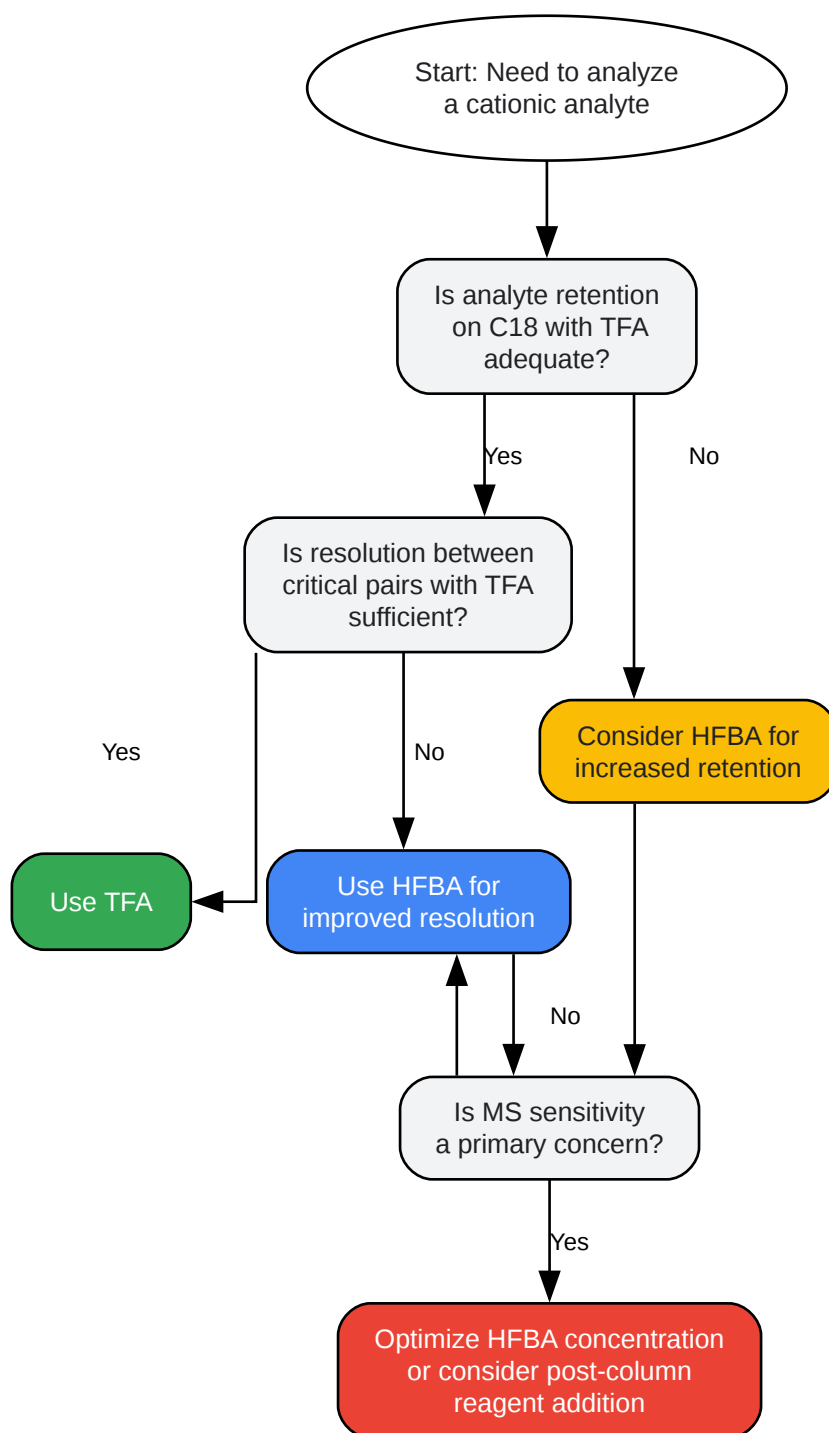 Start: Need to analyze
a cationic analyte
Is analyte retention
on C18 with TFA
adequate?
Yes
No
Is resolution between
critical pairs with TFA
sufficient?
Yes
No
Consider HFBA for
increased retention
Use TFA
Use HFBA for
improved resolution
No
Is MS sensitivity
a primary concern?
Yes
Optimize HFBA concentration
or consider post-column
reagent addition